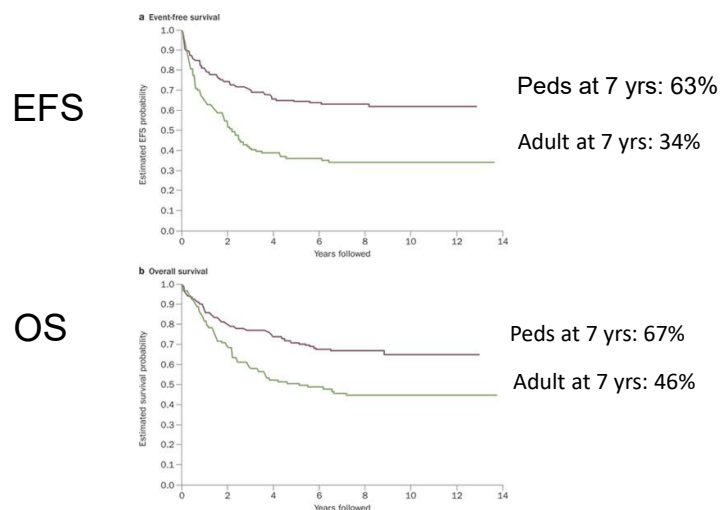 a Event-free survival
EFS
Estimated EFS probability
1.0
0.9
0.8
0.7
0.6
0.5
0.4
0.3
0.2
0.1
0.0
0 2 4 6 8 10 12 14
Years followed
Peds at 7 yrs: 63%
Adult at 7 yrs: 34%
b Overall survival
OS
Estimated survival probability
1.0
0.9
0.8
0.7
0.6
0.5
0.4
0.3
0.2
0.1
0.0
0 2 4 6 8 10 12 14
Years followed
Peds at 7 yrs: 67%
Adult at 7 yrs: 46%